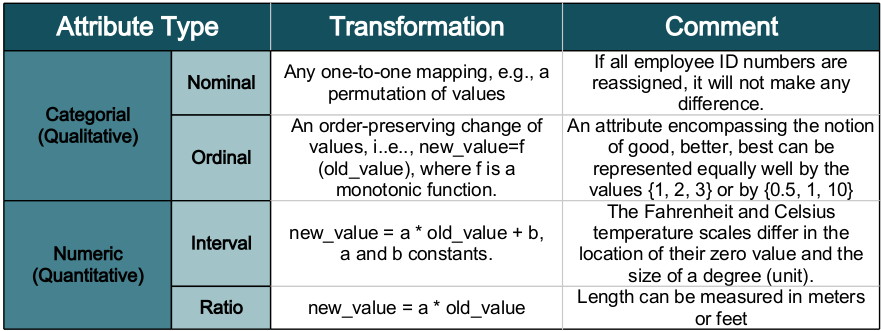 Attribute Type
Transformation
Comment
Categorial
(Qualitative)
Nominal
Any one-to-one mapping, e.g., a
permutation of values
If all employee ID numbers are
reassigned, it will not make any
difference.
Ordinal
An order-preserving change of
values, i..e.., new_value=f
(old_value), where f is a
monotonic function.
An attribute encompassing the notion
of good, better, best can be
represented equally well by the
values {1, 2, 3} or by {0.5, 1, 10}
Numeric
(Quantitative)
Interval
new_value = a * old_value + b,
a and b constants.
The Fahrenheit and Celsius
temperature scales differ in the
location of their zero value and the
size of a degree (unit).
Ratio
new_value = a * old_value
Length can be measured in meters
or feet